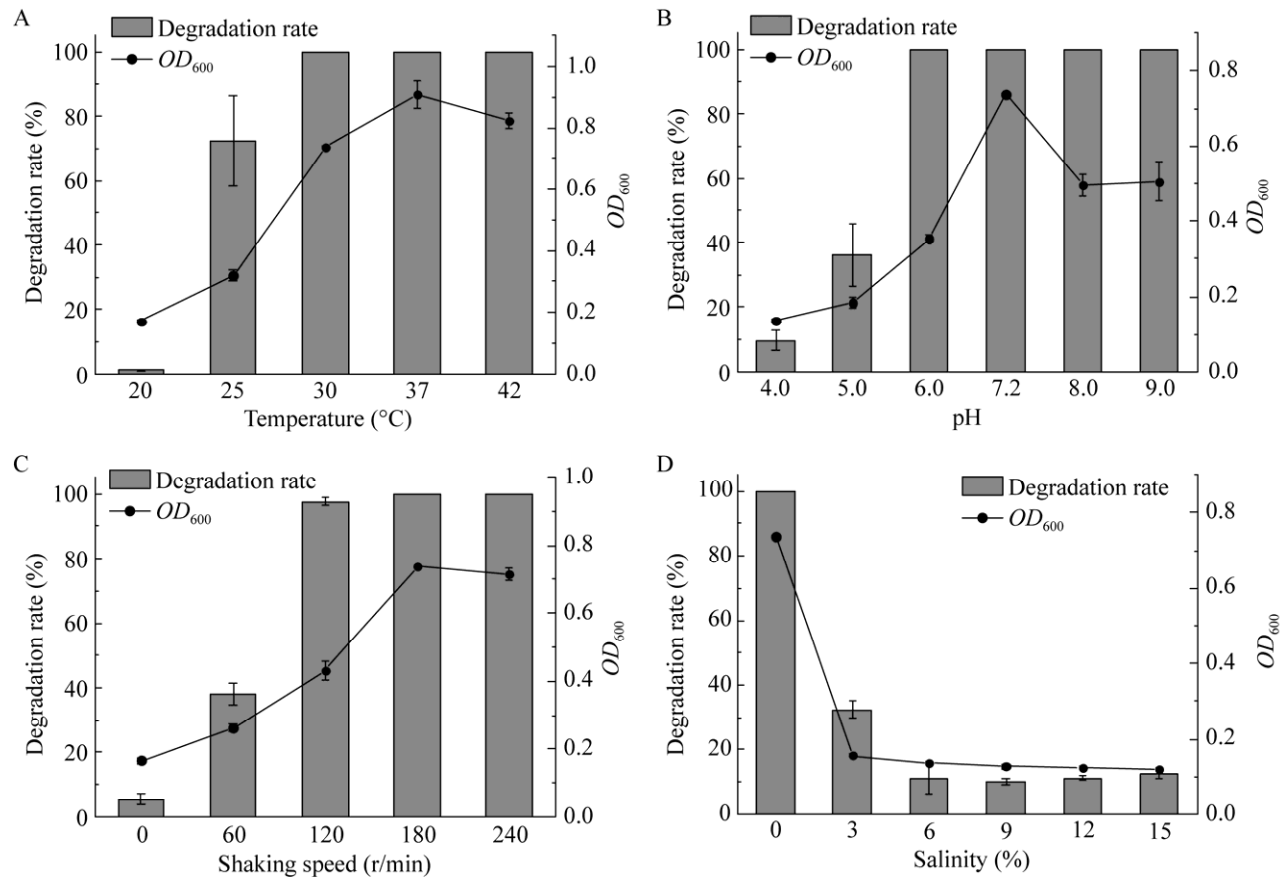 A
Degradation rate
OD600
Degradation rate (%)
100
80
60
40
20
0
1.0
0.8
0.6
0.4
0.2
0.0
OD600
20 25 30 37 42
Temperature (°C)
B
Degradation rate
OD600
Degradation rate (%)
100
80
60
40
20
0
0.8
0.6
0.4
0.2
0.0
OD600
4.0 5.0 6.0 7.2 8.0 9.0
pH
C
Degradation rate
OD600
Degradation rate (%)
100
80
60
40
20
0
1.0
0.8
0.6
0.4
0.2
0.0
OD600
0 60 120 180 240
Shaking speed (r/min)
D
Degradation rate
OD600
Degradation rate (%)
100
80
60
40
20
0
0.8
0.6
0.4
0.2
0.0
OD600
0 3 6 9 12 15
Salinity (%)